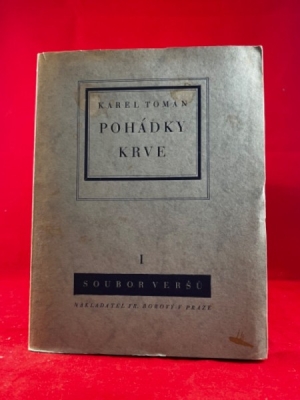 KAREL TOMAN
POHÁDKY
KRVE
I
SOUBOR VERŠŮ
NAKLADATEL FR. BOROVÝ V PRAZE